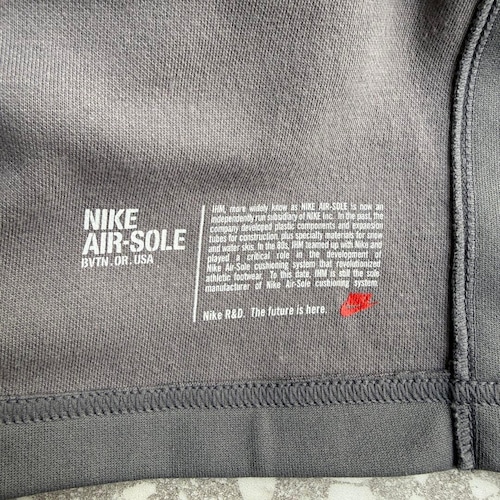 NIKE
AIR-SOLE
BVTN. OR. USA
IHM, more widely know as NIKE AIR-SOLE is now an
independently run subsidiary of NIKE Inc. In the past, the
company developed plastic components and expansion
tubes for construction, plus specialty materials for snow
and water skis. In the 80s, IHM teamed up with Nike and
played a critical role in the development of
Nike Air-Sole cushioning system that revolutionized
athletic footwear. To this date, IHM is still the sole
manufacturer of Nike Air-Sole cushioning system
Nike R&D. The future is here.
NIKE